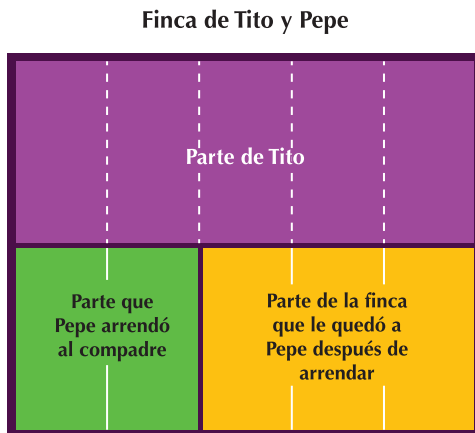 Finca de Tito y Pepe
Parte de Tito
Parte que
Pepe arrendó
al compadre
Parte de la finca
que le quedó a
Pepe después de
arrendar